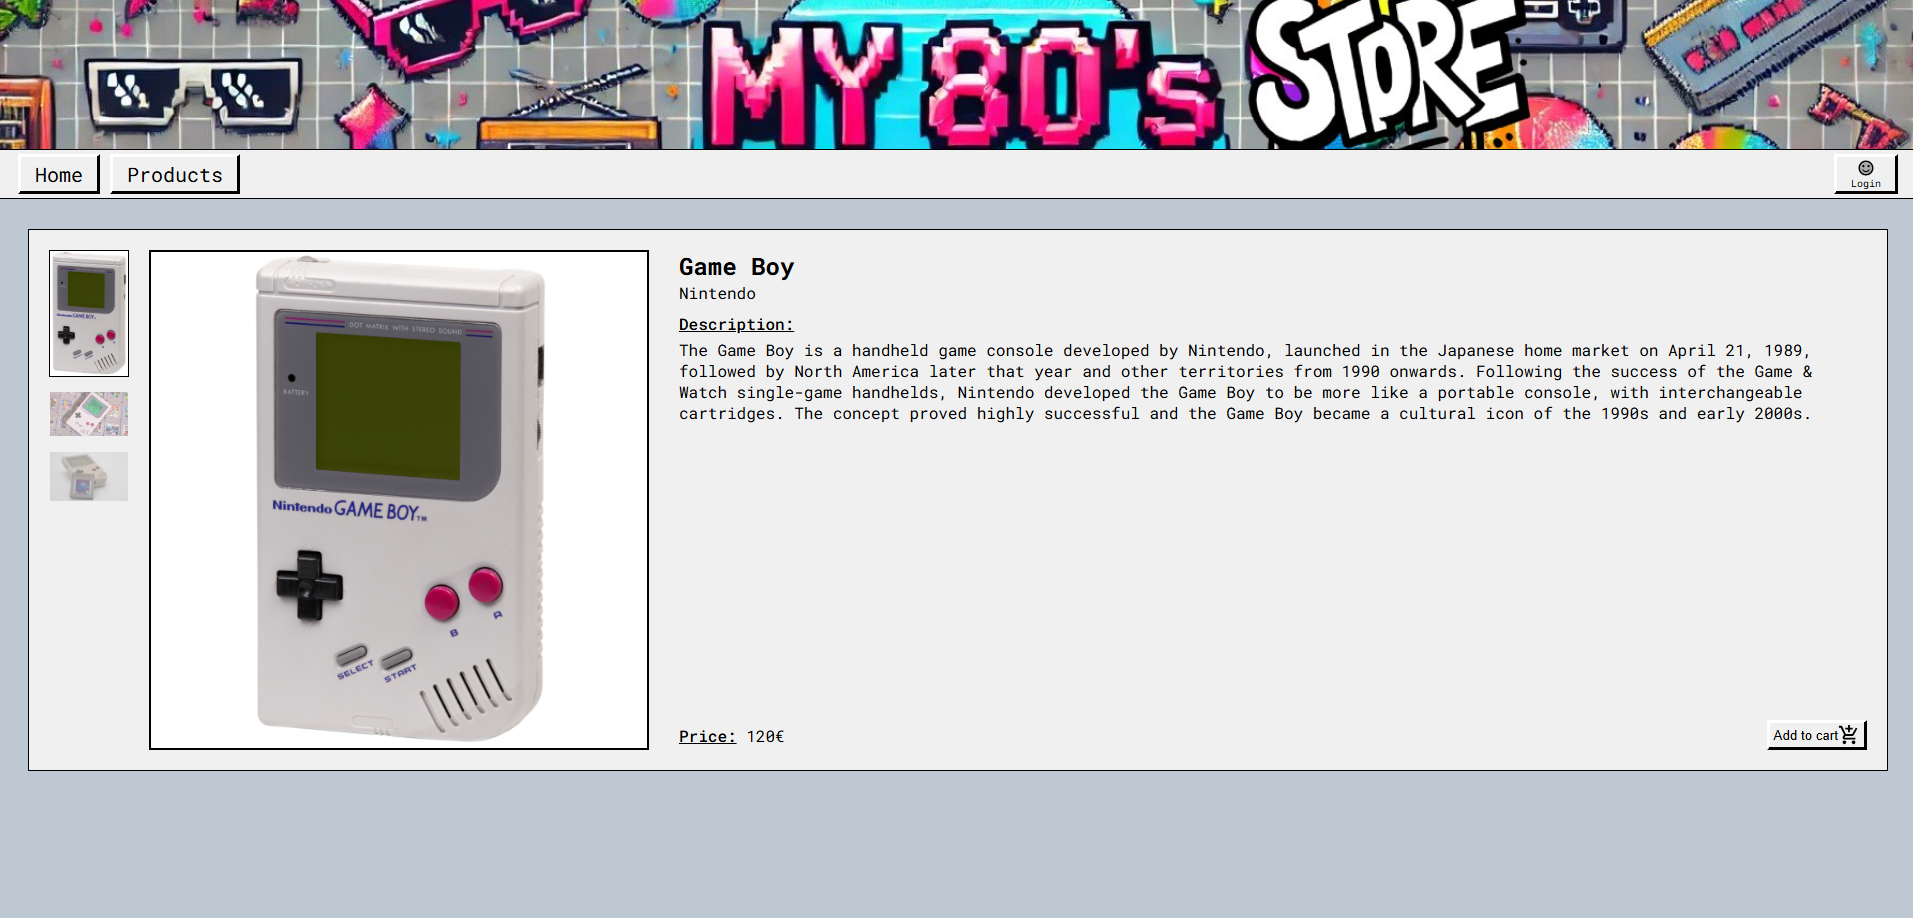 MY 80's STORE
Home
Products
Login
DOT MATRIX WITH STEREO SOUND
BATTERY
Nintendo GAME BOY TM
B
A
SELECT
START
Game Boy
Nintendo
Description:
The Game Boy is a handheld game console developed by Nintendo, launched in the Japanese home market on April 21, 1989,
followed by North America later that year and other territories from 1990 onwards. Following the success of the Game &
Watch single-game handhelds, Nintendo developed the Game Boy to be more like a portable console, with interchangeable
cartridges. The concept proved highly successful and the Game Boy became a cultural icon of the 1990s and early 2000s.
Price: 120€
Add to cart